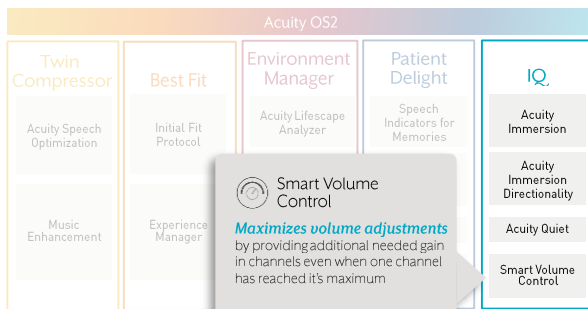 Acuity OS2
Twin
Compressor
Acuity Speech
Optimization
Music
Enhancement
Best Fit
Initial Fit
Protocol
Experience
Manager
Environment
Manager
Acuity Lifescape
Analyzer
Patient
Delight
Speech
Indicators for
Memories
IQ
Acuity
Immersion
Acuity
Immersion
Directionality
Acuity Quiet
Smart Volume
Control
Smart Volume
Control
Maximizes volume adjustments
by providing additional needed gain
in channels even when one channel
has reached it's maximum